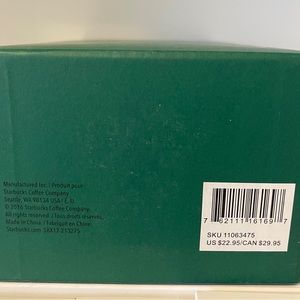 Manufactured for: / Produit pour
Starbucks Coffee Company
Seattle, WA 98134 USA / É. U.
© 2016 Starbucks Coffee Company.
All rights reserved. / Tous droits réservés.
Made in China. / Fabriqué en Chine.
Starbucks.com
7 62111 16169 7
SKU 11063475
US $22.95/CAN $29.95